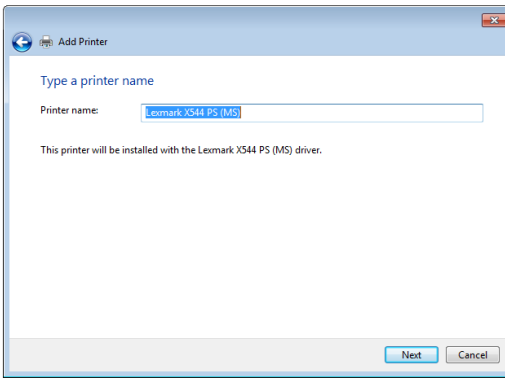 Add Printer
Type a printer name
Printer name: Lexmark X544 PS (MS)
This printer will be installed with the Lexmark X544 PS (MS) driver.
Next Cancel